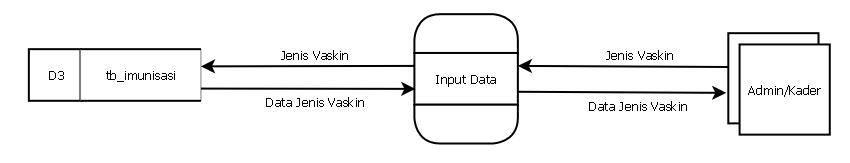 Jenis Vaskin
Jenis Vaskin
D3
tb_imunisasi
Input Data
Admin/Kader
Data Jenis Vaskin
Data Jenis Vaskin